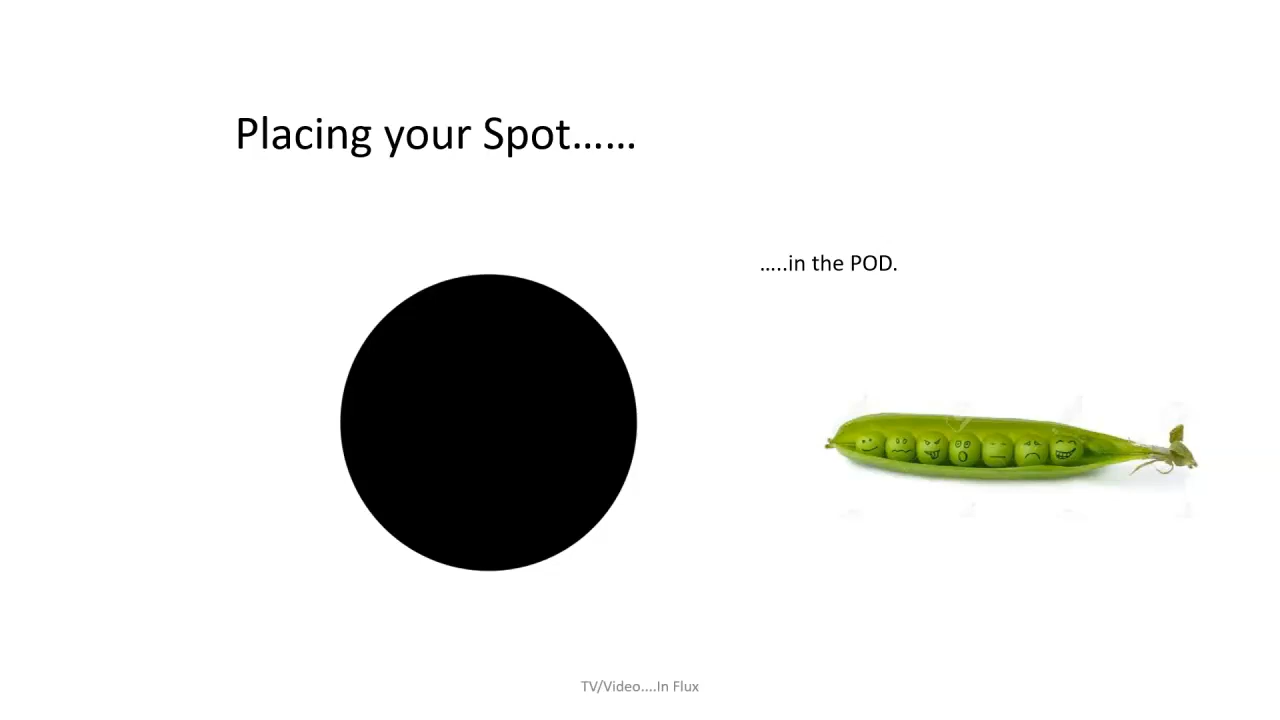 Placing your Spot......
.....in the POD.
TV/Video....In Flux